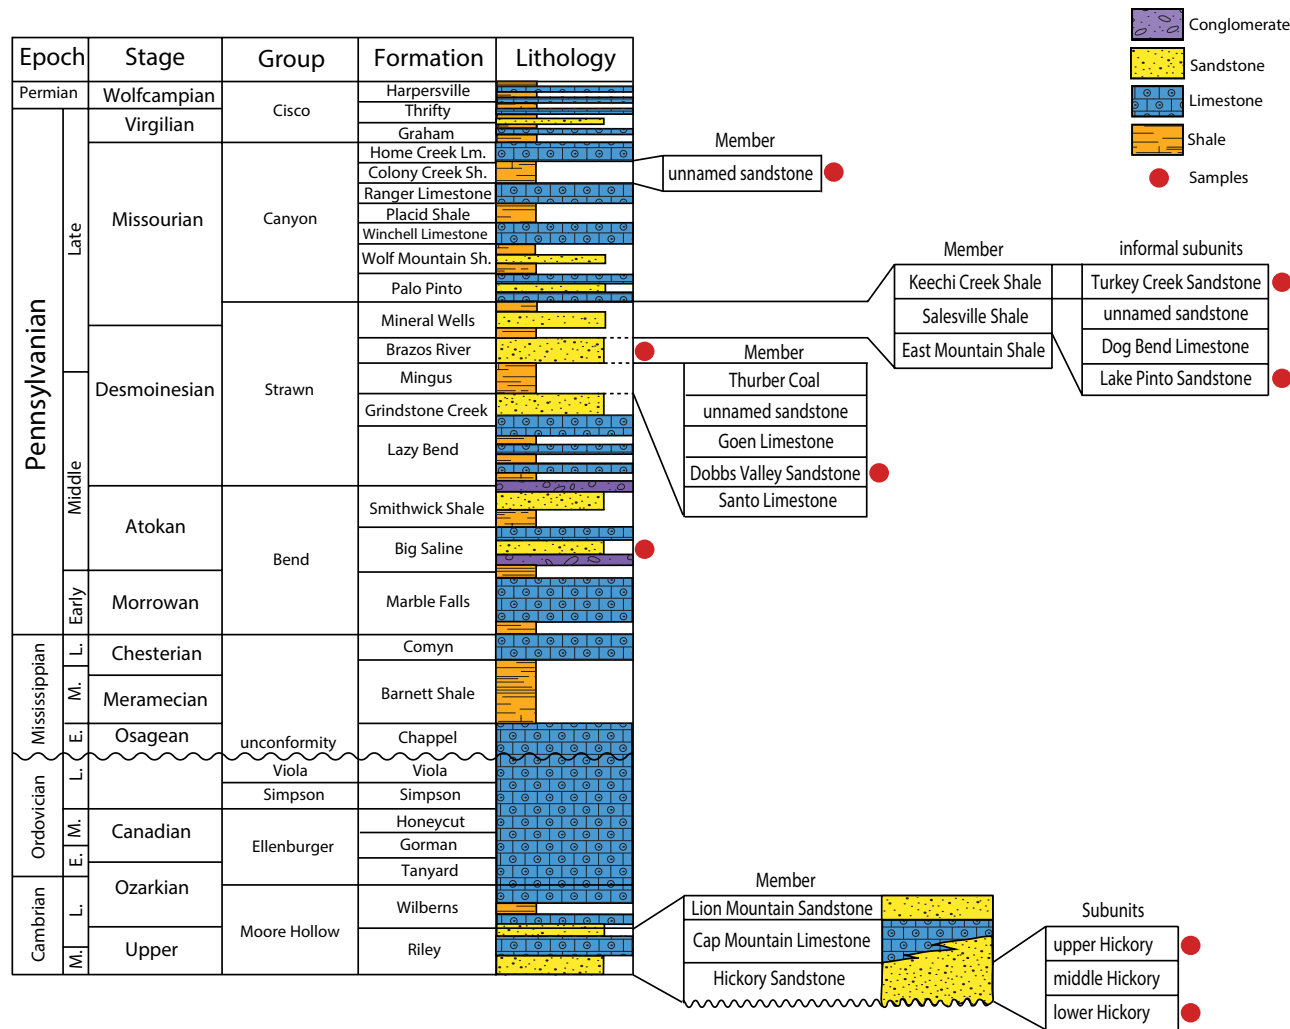 Conglomerate
Sandstone
Limestone
Shale
Samples
Epoch Stage Group Formation Lithology
Permian
Pennsylvanian
Mississippian
Ordovician
Cambrian
Late
Middle
Early
L.
M.
E.
L.
M.
E.
L.
M.
Wolfcampian
Virgilian
Missourian
Desmoinesian
Atokan
Morrowan
Chesterian
Meramecian
Osagean
Canadian
Ozarkian
Upper
Cisco
Canyon
Strawn
Bend
unconformity
Viola
Simpson
Ellenburger
Moore Hollow
Harpersville
Thrifty
Graham
Home Creek Lm.
Colony Creek Sh.
Ranger Limestone
Placid Shale
Winchell Limestone
Wolf Mountain Sh.
Palo Pinto
Mineral Wells
Brazos River
Mingus
Grindstone Creek
Lazy Bend
Smithwick Shale
Big Saline
Marble Falls
Comyn
Barnett Shale
Chappel
Viola
Simpson
Honeycut
Gorman
Tanyard
Wilberns
Riley
Member
unnamed sandstone
Member
Keechi Creek Shale
Salesville Shale
East Mountain Shale
informal subunits
Turkey Creek Sandstone
unnamed sandstone
Dog Bend Limestone
Lake Pinto Sandstone
Member
Thurber Coal
unnamed sandstone
Goen Limestone
Dobbs Valley Sandstone
Santo Limestone
Member
Lion Mountain Sandstone
Cap Mountain Limestone
Hickory Sandstone
Subunits
upper Hickory
middle Hickory
lower Hickory